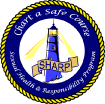 Chart a Safe Course
SHARP
Sexual Health & Responsibility Program